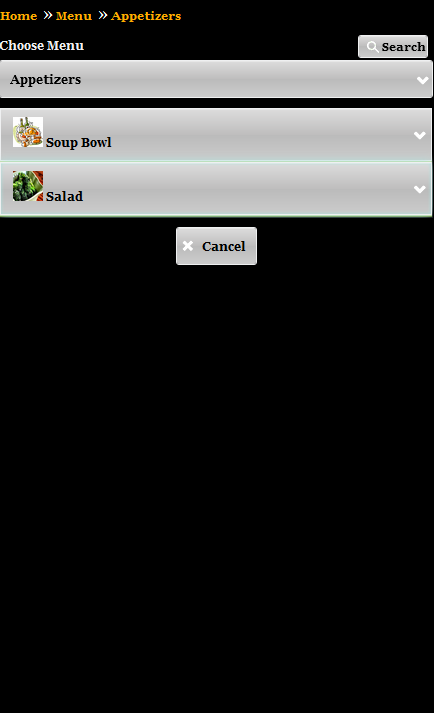 Home » Menu » Appetizers
Choose Menu
Search
Appetizers
Soup Bowl
Salad
Cancel